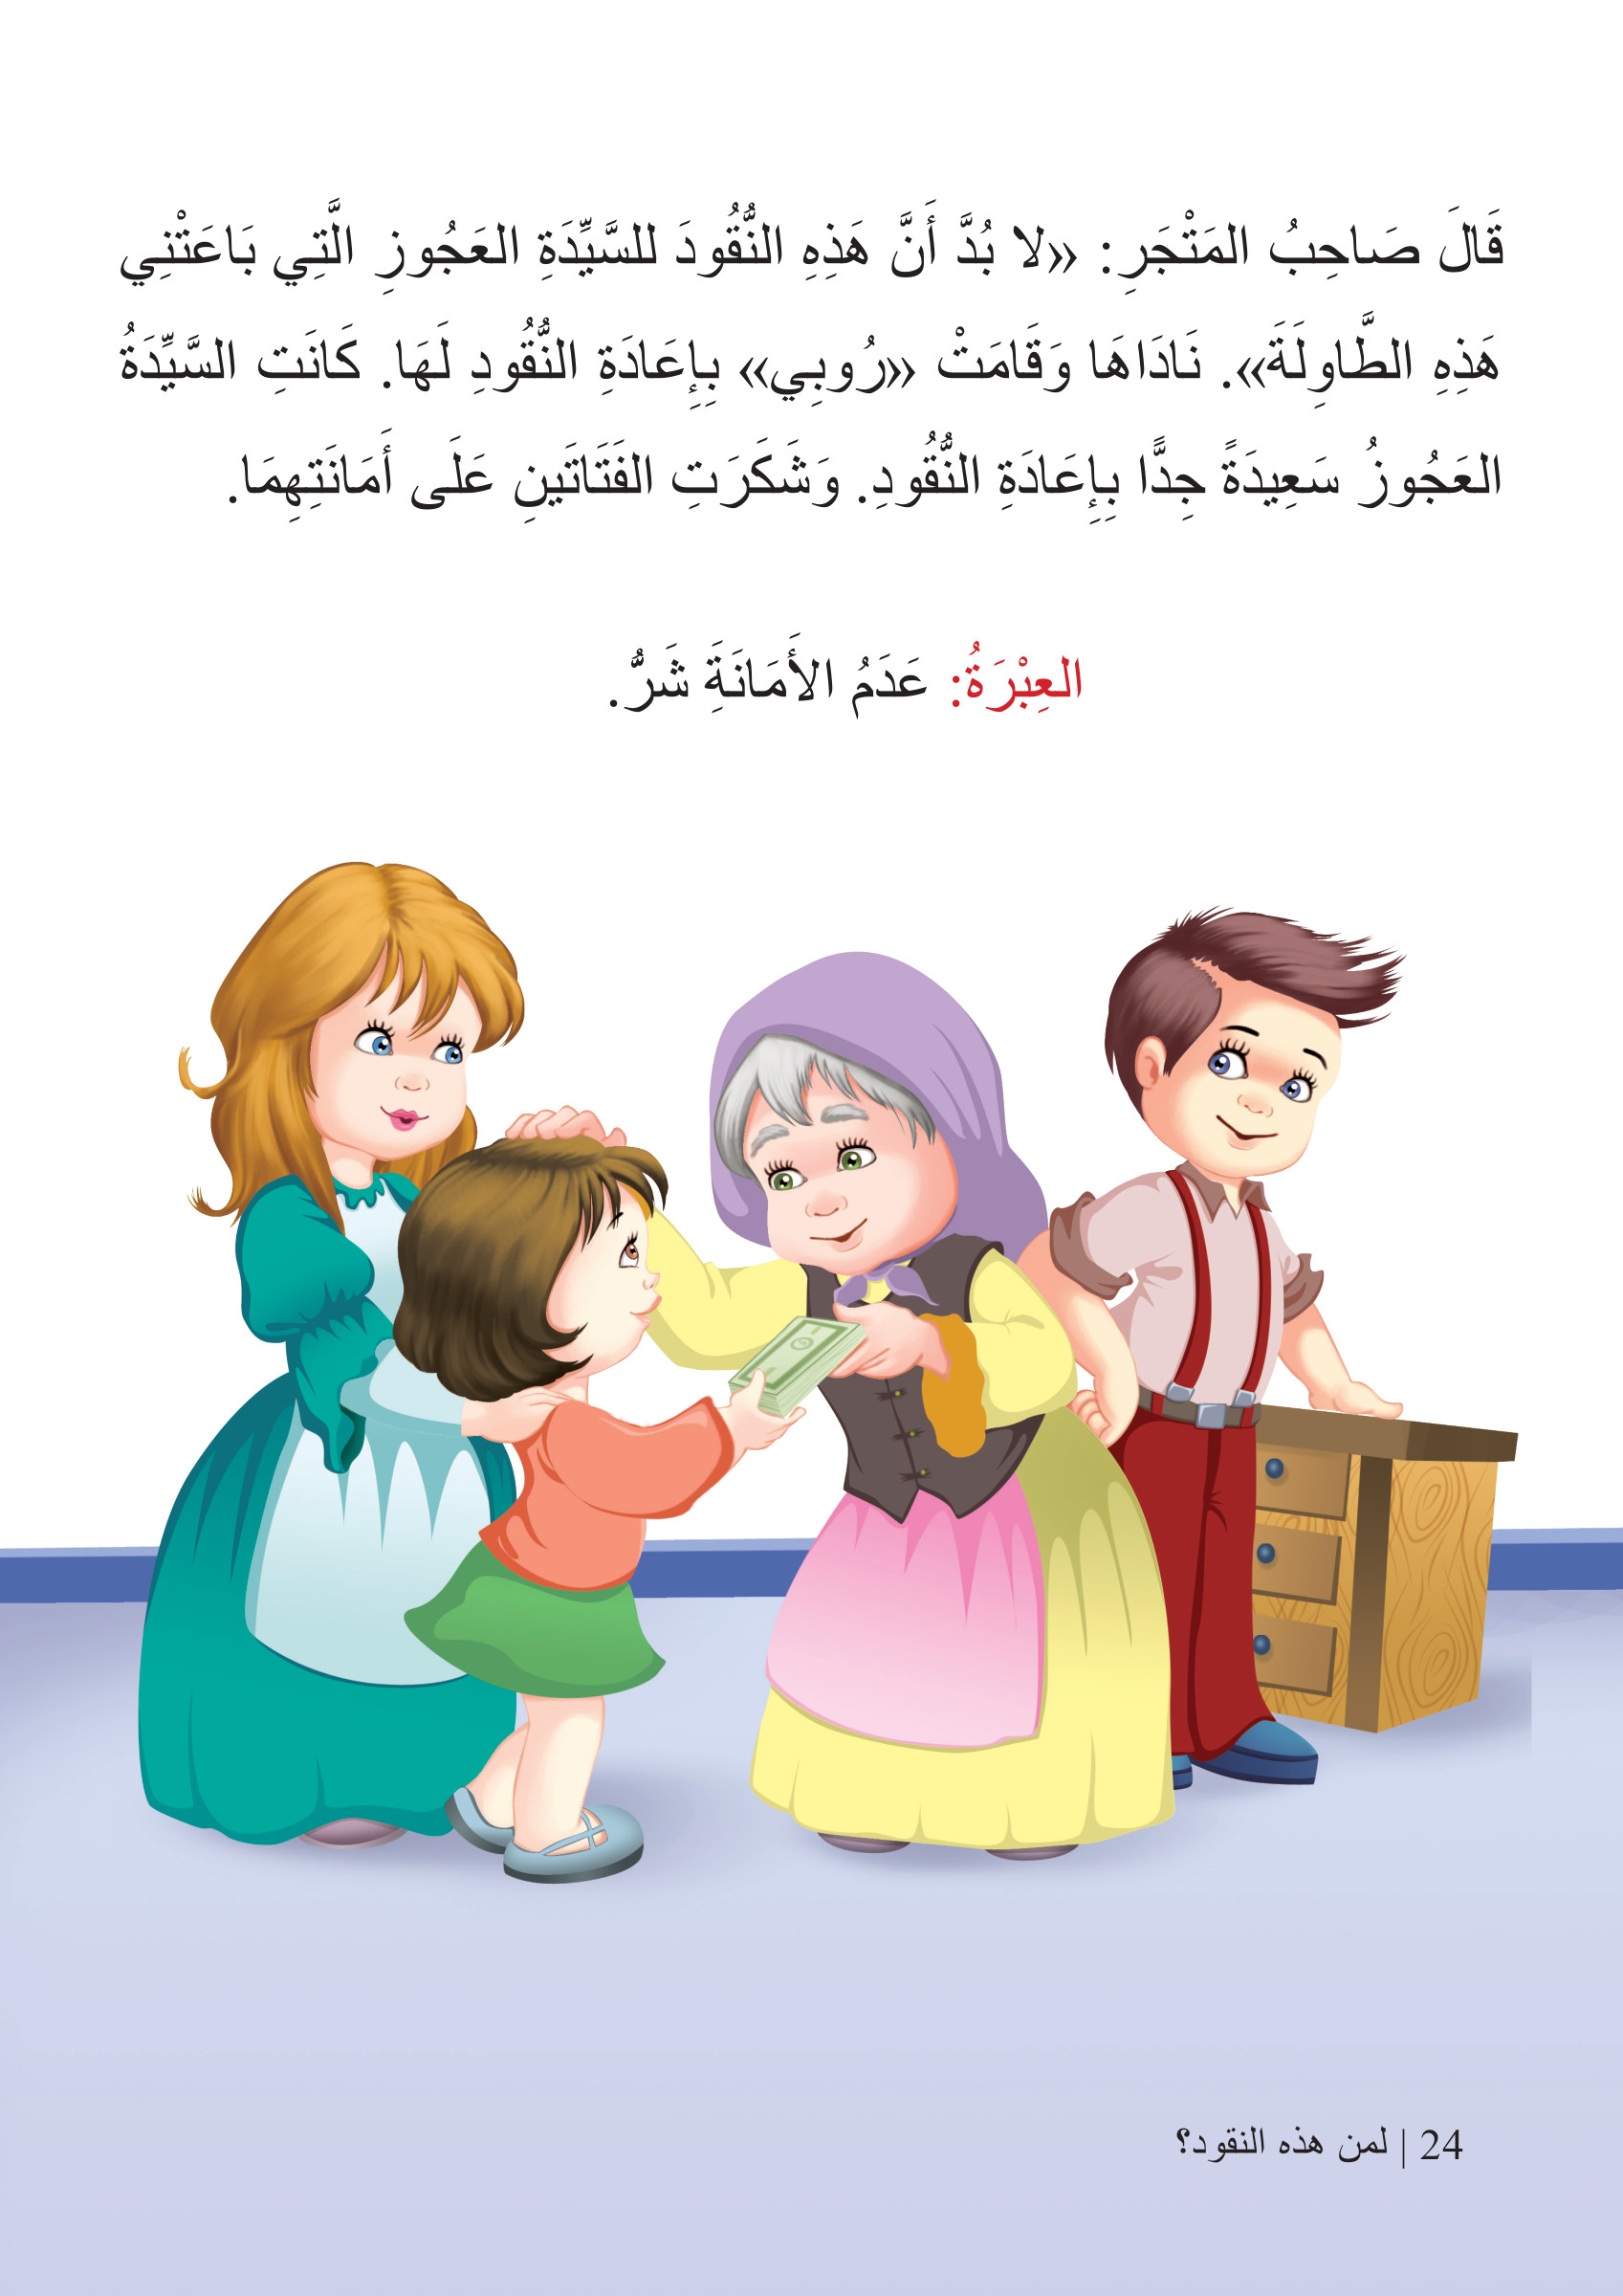 قَالَ صَاحِبُ المَتْجَرِ: «لا بُدَّ أَنَّ هَذِهِ النُّقُودَ للسَّيِّدَةِ العَجُوزِ الَّتِي بَاعَتْنِي
هَذِهِ الطَّاوِلَةَ». نَادَاهَا وَقَامَتْ «رُوبِي» بِإِعَادَةِ النُّقُودِ لَهَا. كَانَتِ السَّيِّدَةُ
العَجُوزُ سَعِيدَةً جِدًّا بِإِعَادَةِ النُّقُودِ. وَشَكَرَتِ الفَتَاتَينِ عَلَى أَمَانَتِهِمَا.
العِبْرَةُ: عَدَمُ الأَمَانَةَِ شَرٌّ.
24 | لمن هذه النقود؟